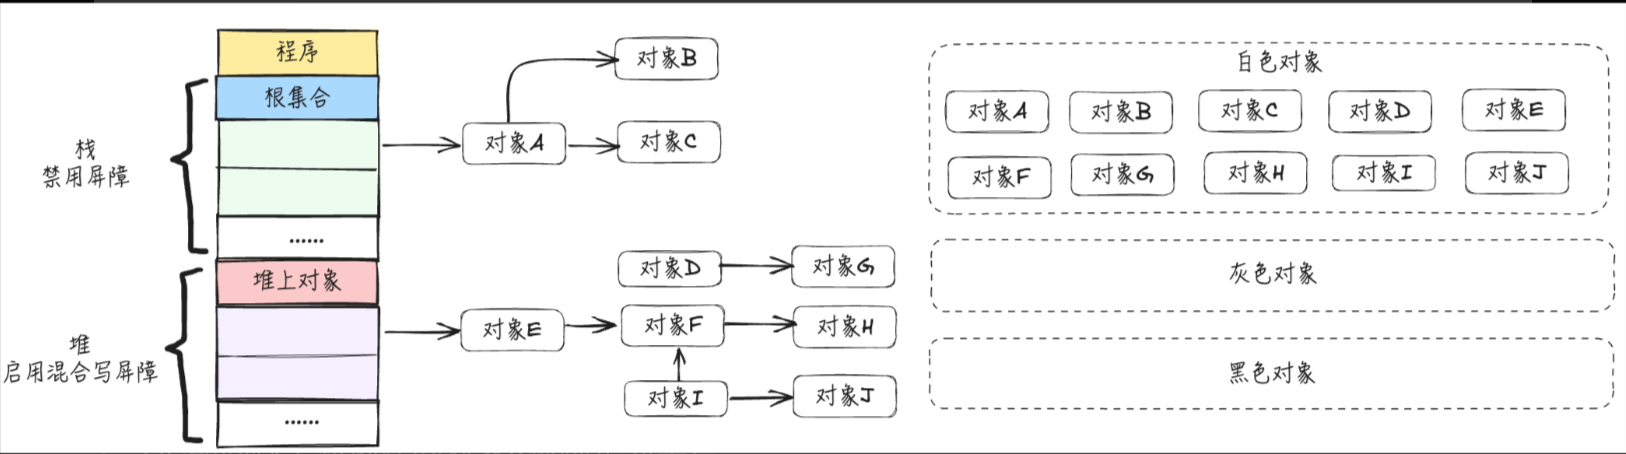 程序
根集合
栈
禁用屏障
......
堆上对象
堆
启用混合写屏障
......
对象A
对象B
对象C
对象D
对象G
对象E
对象F
对象H
对象I
对象J
白色对象
对象A 对象B 对象C 对象D 对象E
对象F 对象G 对象H 对象I 对象J
灰色对象
黑色对象